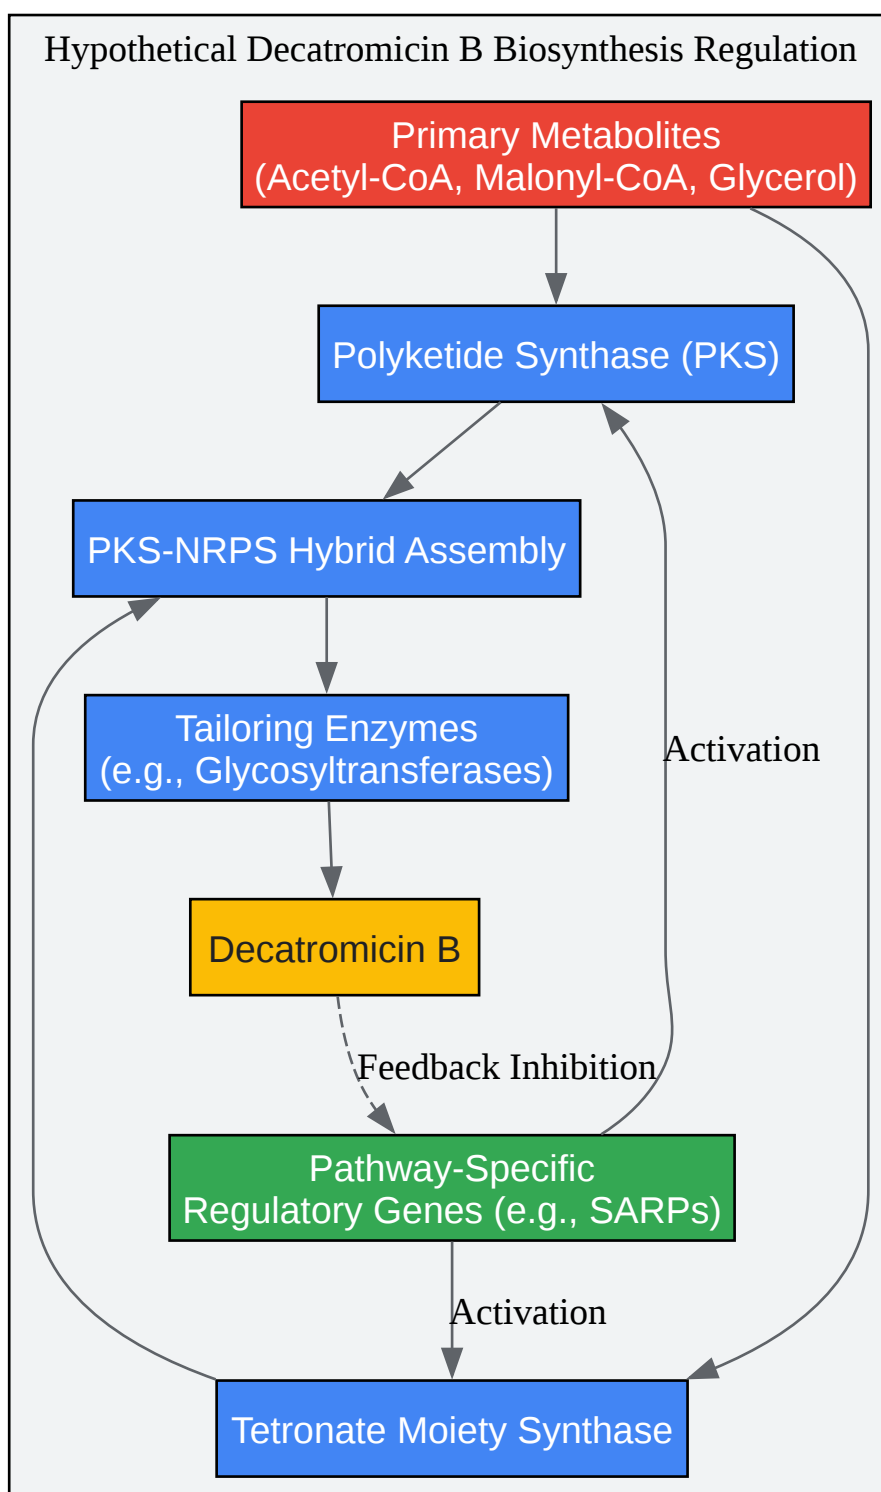 Hypothetical Decatromicin B Biosynthesis Regulation
Primary Metabolites
(Acetyl-CoA, Malonyl-CoA, Glycerol)
Polyketide Synthase (PKS)
PKS-NRPS Hybrid Assembly
Tailoring Enzymes
(e.g., Glycosyltransferases)
Activation
Decatromicin B
Feedback Inhibition
Pathway-Specific
Regulatory Genes (e.g., SARPs)
Activation
Tetronate Moiety Synthase